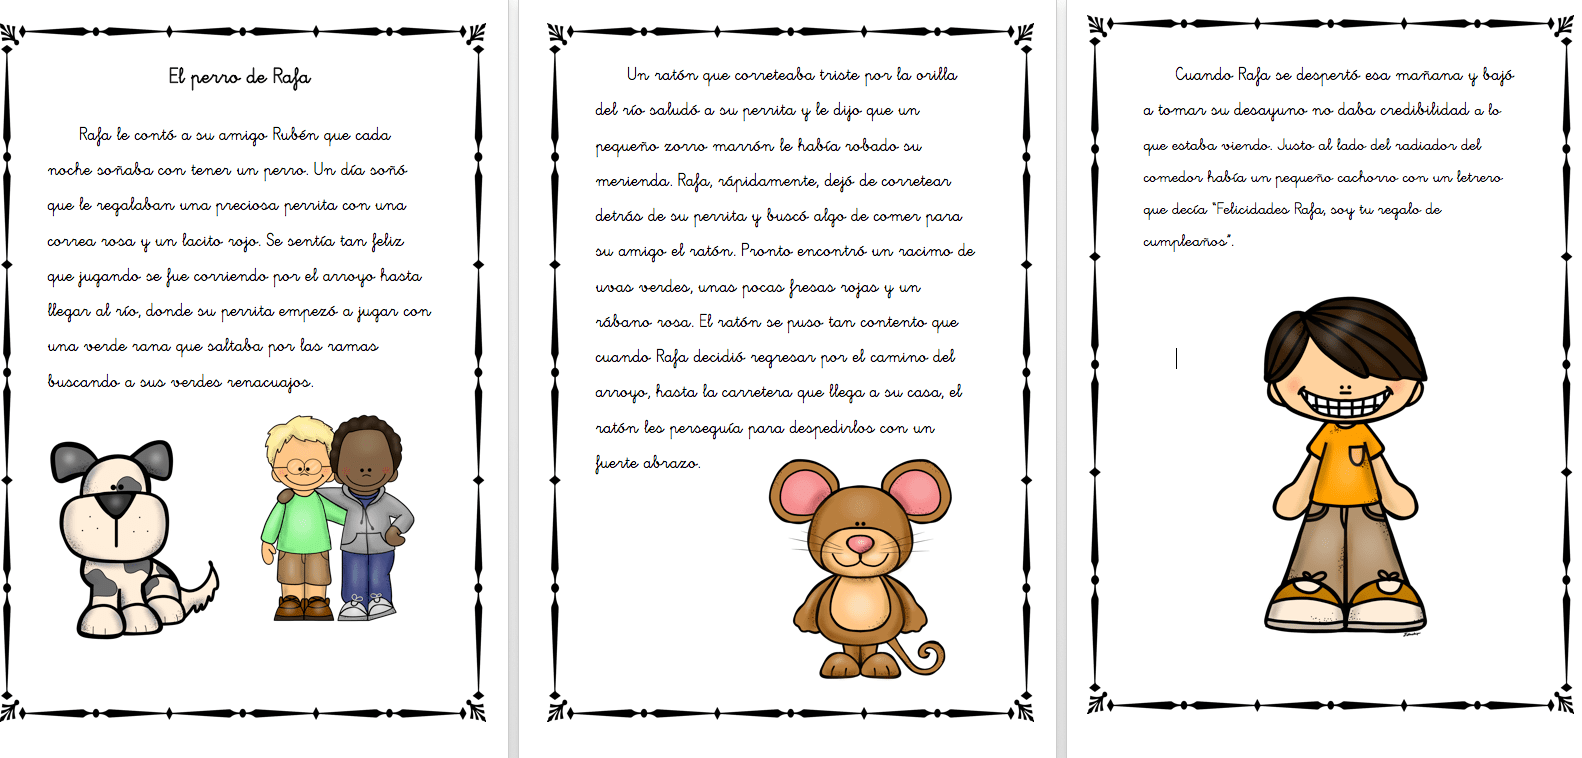 El perro de Rafa
Rafa le contó a su amigo Rubén que cada
noche soñaba con tener un perro. Un día soñó
que le regalaban una preciosa perrita con una
correa rosa y un lacito rojo. Se sentía tan feliz
que jugando se fue corriendo por el arroyo hasta
llegar al río, donde su perrita empezó a jugar con
una verde rana que saltaba por las ramas
buscando a sus verdes renacuajos.
Un ratón que correteaba triste por la orilla
del río saludó a su perrita y le dijo que un
pequeño zorro marrón le había robado su
merienda. Rafa, rápidamente, dejó de corretear
detrás de su perrita y buscó algo de comer para
su amigo el ratón. Pronto encontró un racimo de
uvas verdes, unas pocas fresas rojas y un
rábano rosa. El ratón se puso tan contento que
cuando Rafa decidió regresar por el camino del
arroyo, hasta la carretera que llega a su casa, el
ratón les perseguía para despedirlos con un
fuerte abrazo.
Cuando Rafa se despertó esa mañana y bajó
a tomar su desayuno no daba credibilidad a lo
que estaba viendo. Justo al lado del radiador del
comedor había un pequeño cachorro con un letrero
que decía “Felicidades Rafa, soy tu regalo de
cumpleaños”.